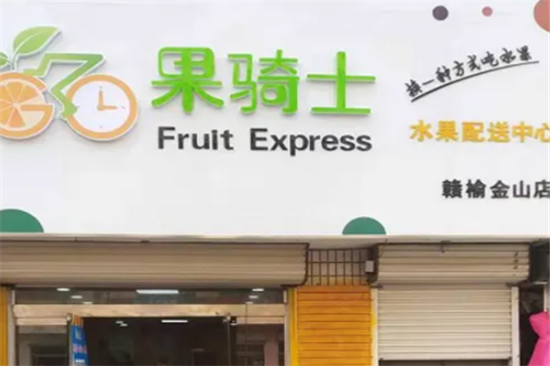 果骑士
Fruit Express
换一种方式吃水果
水果配送中心
赣榆金山店